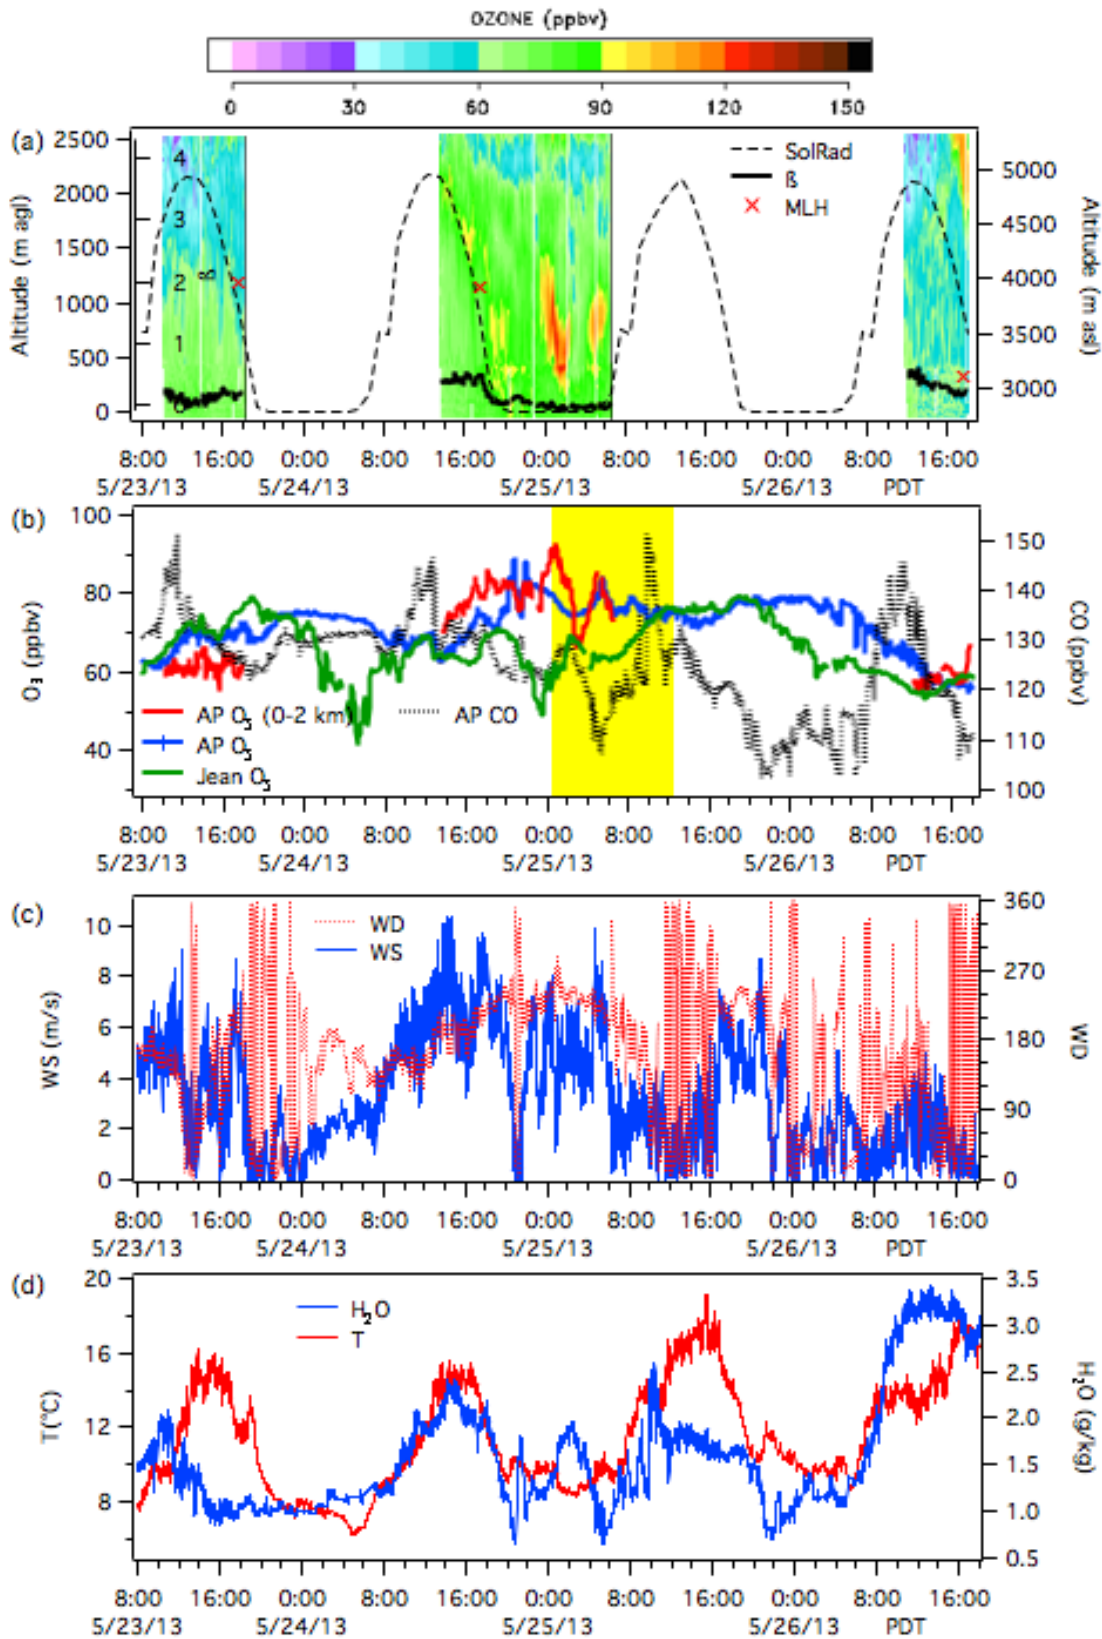 OZONE (ppbv)
0 30 60 90 120 150
(a)
2500
2000
1500
1000
500
0
Altitude (m agl)
4
3
2
1
0
β
SolRad
ß
MLH
5000
4500
4000
3500
3000
Altitude (m asl)
8:00 16:00 0:00 8:00 16:00 0:00 8:00 16:00 0:00 8:00 16:00
5/23/13 5/24/13 5/25/13 5/26/13 PDT
(b)
100
80
60
40
O₃ (ppbv)
AP O₃ (0-2 km)
AP O₃
Jean O₃
AP CO
150
140
130
120
110
100
CO (ppbv)
8:00 16:00 0:00 8:00 16:00 0:00 8:00 16:00 0:00 8:00 16:00
5/23/13 5/24/13 5/25/13 5/26/13 PDT
(c)
10
8
6
4
2
0
WS (m/s)
WD
WS
360
270
180
90
0
WD
8:00 16:00 0:00 8:00 16:00 0:00 8:00 16:00 0:00 8:00 16:00
5/23/13 5/24/13 5/25/13 5/26/13 PDT
(d)
20
16
12
8
T(°C)
H₂O
T
3.5
3.0
2.5
2.0
1.5
1.0
0.5
H₂O (g/kg)
8:00 16:00 0:00 8:00 16:00 0:00 8:00 16:00 0:00 8:00 16:00
5/23/13 5/24/13 5/25/13 5/26/13 PDT